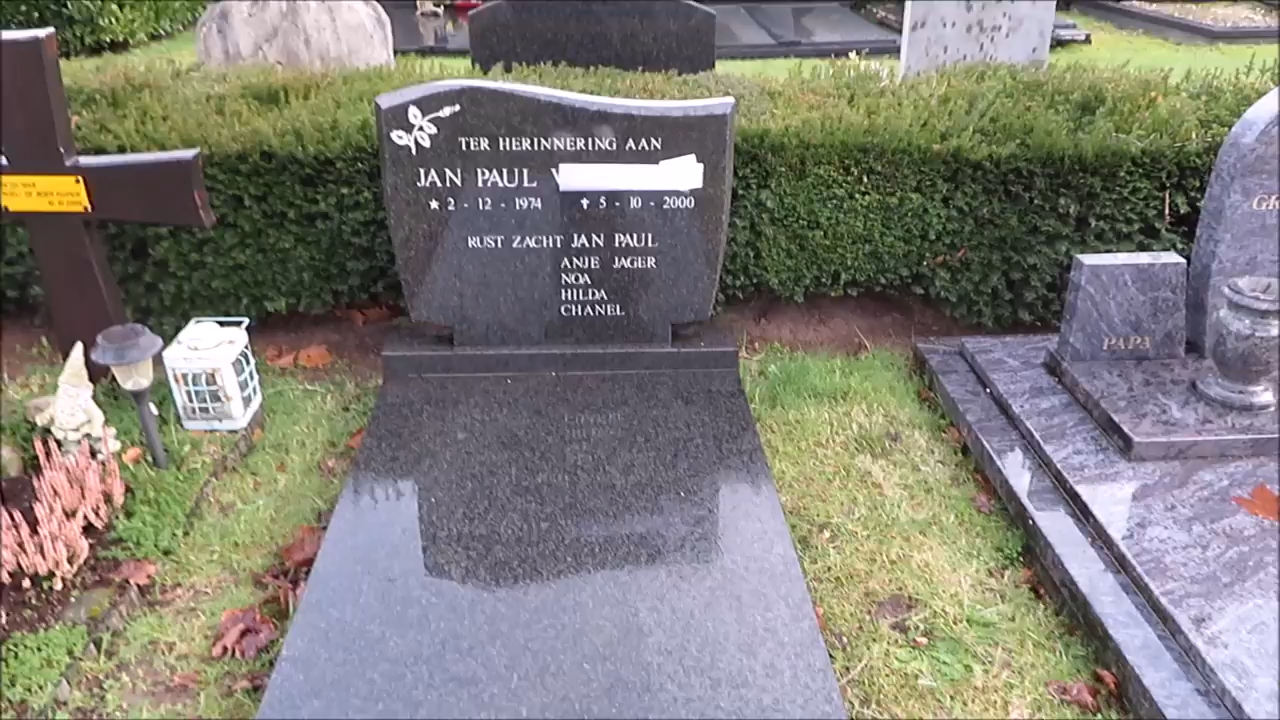 TER HERINNERING AAN
JAN PAUL
★ 2 - 12 - 1974 ✝ 5 - 10 - 2000
RUST ZACHT JAN PAUL
ANJE JAGER
NOA
HILDA
CHANEL
PAPA